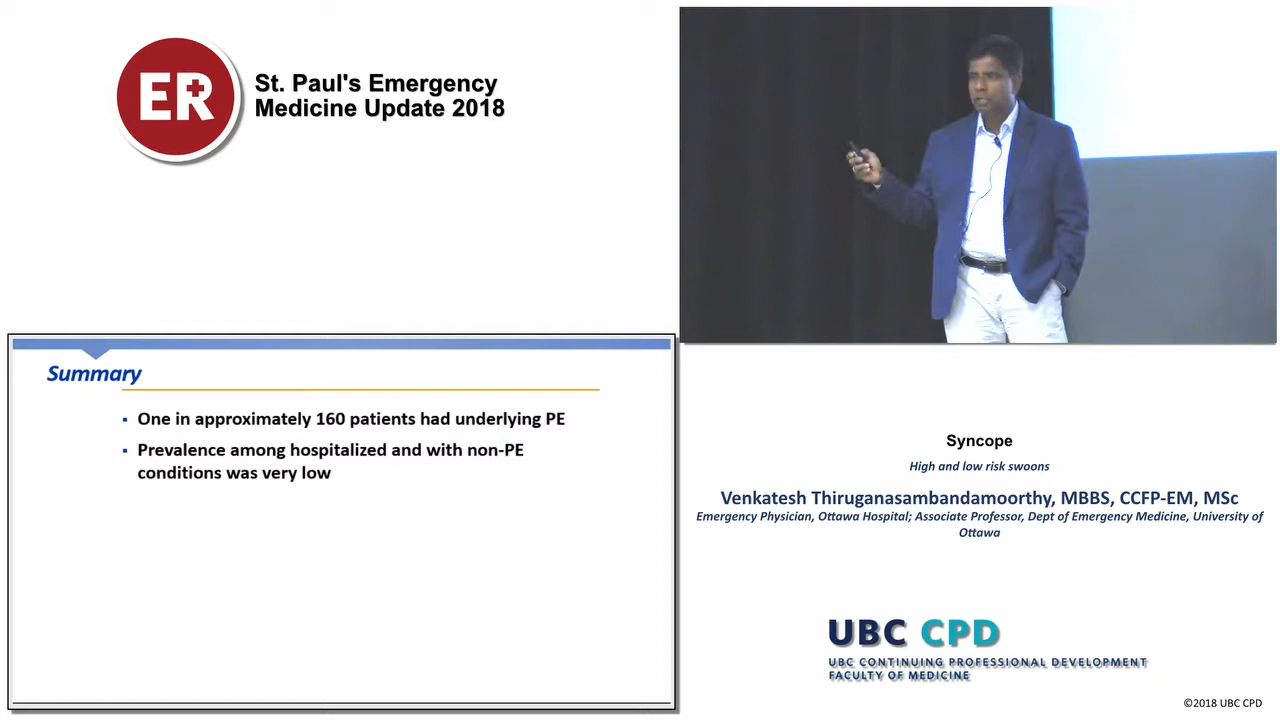 ER
St. Paul's Emergency
Medicine Update 2018
Summary
▪ One in approximately 160 patients had underlying PE
▪ Prevalence among hospitalized and with non-PE
conditions was very low
Syncope
High and low risk swoons
Venkatesh Thiruganasambandamoorthy, MBBS, CCFP-EM, MSc
Emergency Physician, Ottawa Hospital; Associate Professor, Dept of Emergency Medicine, University of
Ottawa
UBC CPD
UBC CONTINUING PROFESSIONAL DEVELOPMENT
FACULTY OF MEDICINE
©2018 UBC CPD